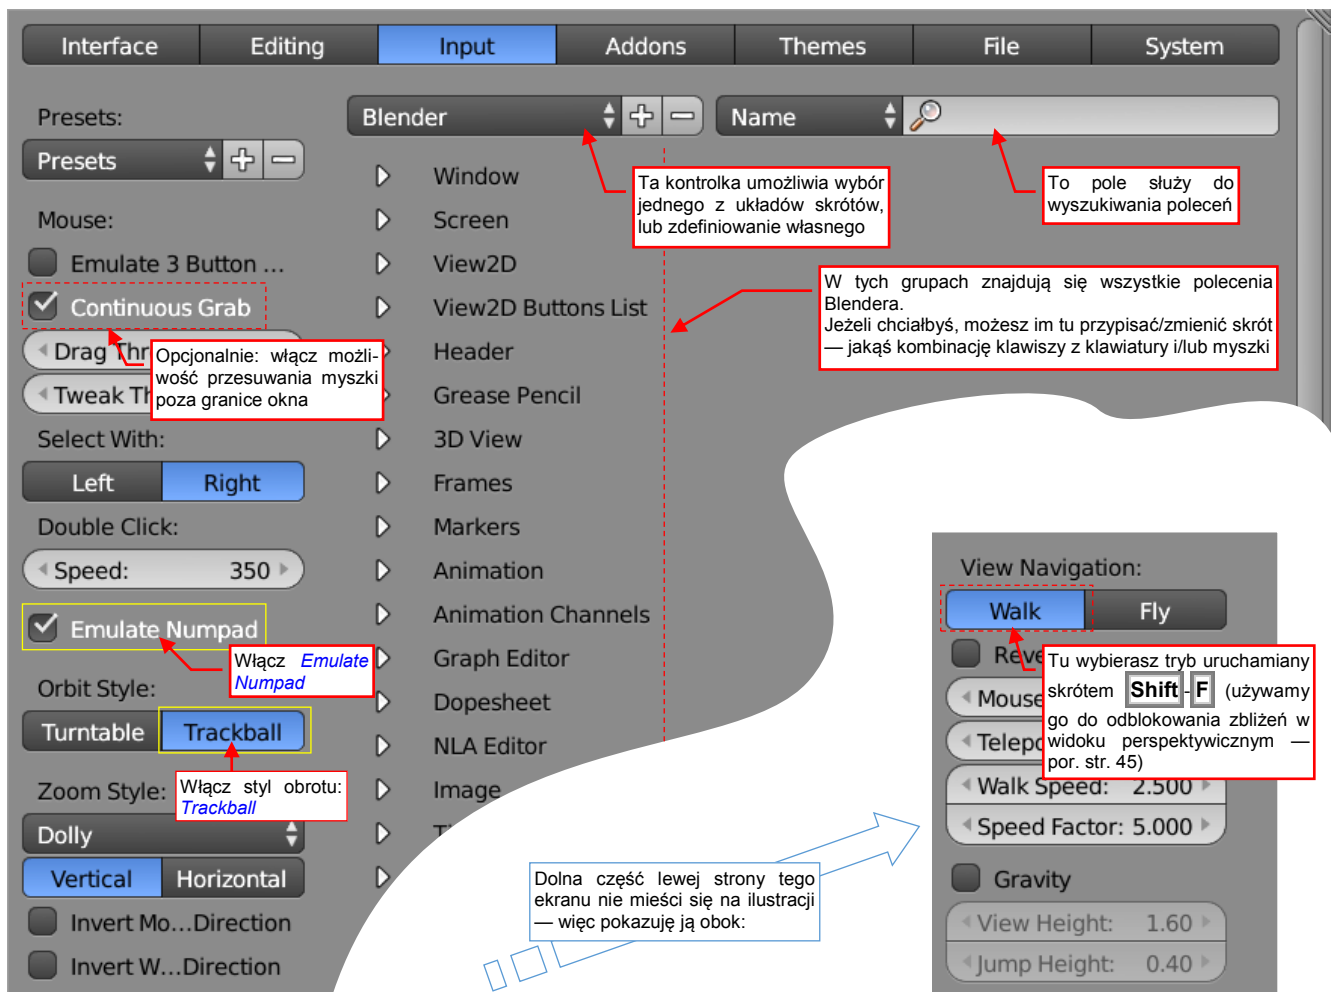 Interface Editing Input Addons Themes File System
Presets:
Presets
Mouse:
Emulate 3 Button ...
Continuous Grab
Drag Thr
Tweak Th
Opcjonalnie: włącz możli-
wość przesuwania myszki
poza granice okna
Select With:
Left Right
Double Click:
Speed: 350
Emulate Numpad
Włącz Emulate
Numpad
Orbit Style:
Turntable Trackball
Włącz styl obrotu:
Trackball
Zoom Style:
Dolly
Vertical Horizontal
Invert Mo...Direction
Invert W...Direction
Blender
Name
Window
Screen
View2D
View2D Buttons List
Header
Grease Pencil
3D View
Frames
Markers
Animation
Animation Channels
Graph Editor
Dopesheet
NLA Editor
Image
Ta kontrolka umożliwia wybór
jednego z układów skrótów,
lub zdefiniowanie własnego
To pole służy do
wyszukiwania poleceń
W tych grupach znajdują się wszystkie polecenia
Blendera.
Jeżeli chciałbyś, możesz im tu przypisać/zmienić skrót
— jakąś kombinację klawiszy z klawiatury i/lub myszki
Dolna część lewej strony tego
ekranu nie mieści się na ilustracji
— więc pokazuję ją obok:
View Navigation:
Walk Fly
Reve
Mouse
Telepo
Tu wybierasz tryb uruchamiany
skrótem Shift-F (używamy
go do odblokowania zbliżeń w
widoku perspektywicznym —
por. str. 45)
Walk Speed: 2.500
Speed Factor: 5.000
Gravity
View Height: 1.60
Jump Height: 0.40